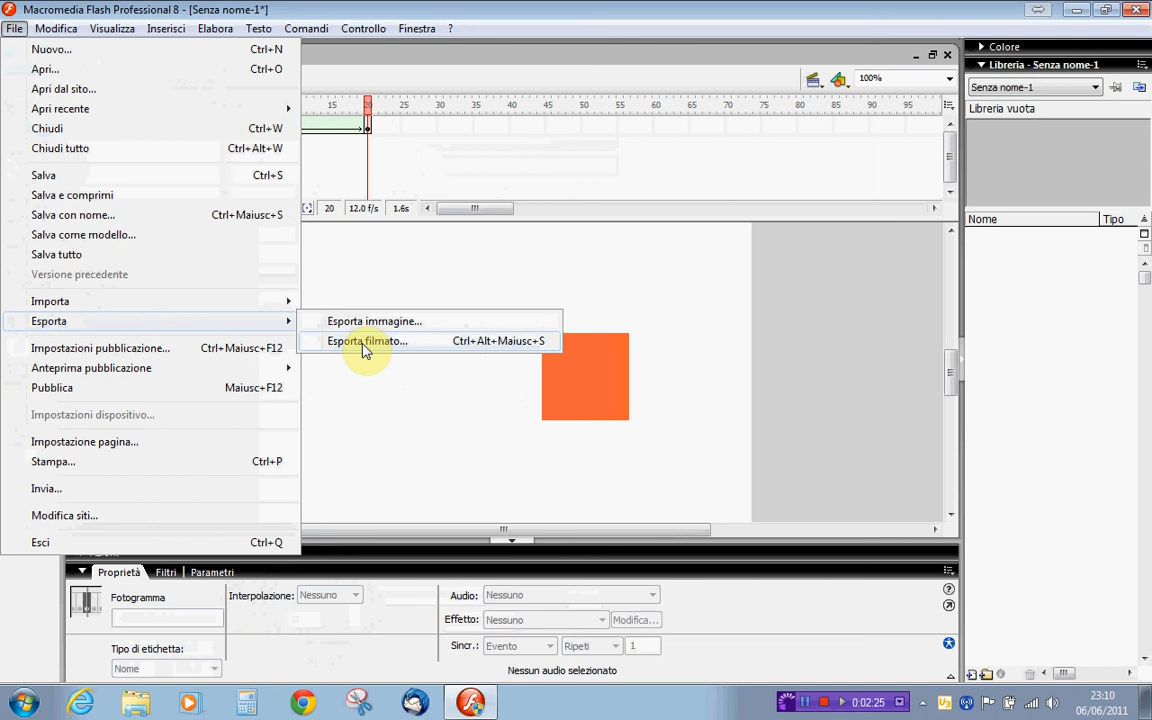 Macromedia Flash Professional 8 - [Senza nome-1*]
File Modifica Visualizza Inserisci Elabora Testo Comandi Controllo Finestra ?
Nuovo... Ctrl+N
Apri... Ctrl+O
Apri dal sito...
Apri recente
Chiudi Ctrl+W
Chiudi tutto Ctrl+Alt+W
Salva Ctrl+S
Salva e comprimi
Salva con nome... Ctrl+Maiusc+S
Salva come modello...
Salva tutto
Versione precedente
Importa
Esporta
Impostazioni pubblicazione... Ctrl+Maiusc+F12
Anteprima pubblicazione
Pubblica Maiusc+F12
Impostazioni dispositivo...
Impostazione pagina...
Stampa... Ctrl+P
Invia...
Modifica siti...
Esci Ctrl+Q
Esporta immagine...
Esporta filmato... Ctrl+Alt+Maiusc+S
100%
15 20 25 30 35 40 45 50 55 60 65 70 75 80 85 90 95
20 12.0 f/s 1.6s
Colore
Libreria - Senza nome-1
Senza nome-1
Libreria vuota
Nome Tipo
Proprietà Filtri Parametri
Fotogramma
Interpolazione: Nessuno
Audio: Nessuno
Effetto: Nessuno Modifica...
Sincr.: Evento Ripeti 1
Tipo di etichetta:
Nome
Nessun audio selezionato
0:02:25
V3
23:10
06/06/2011